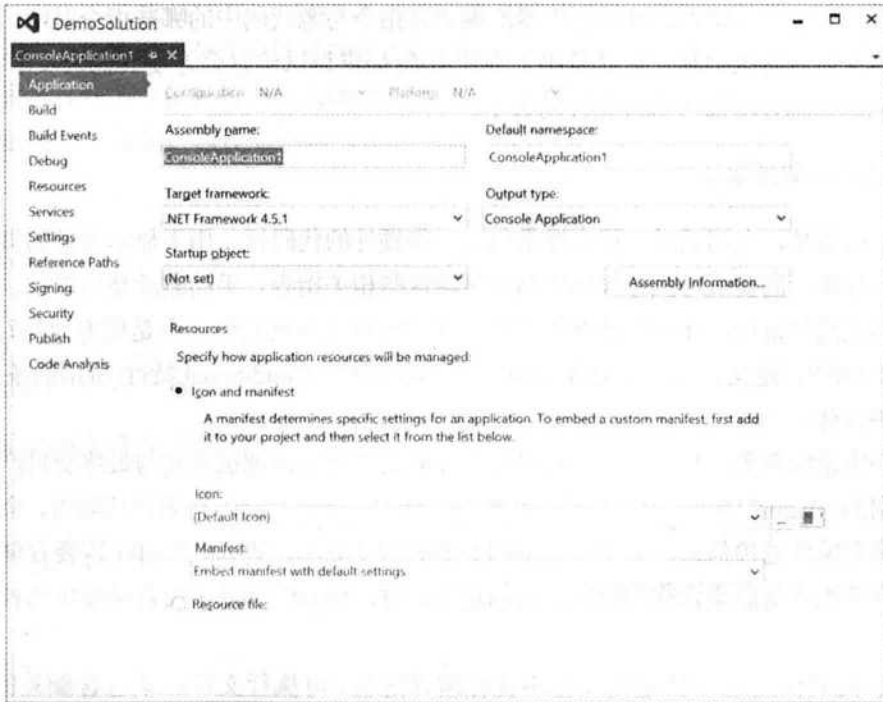 DemoSolution
ConsoleApplication1
Application
Build
Build Events
Debug
Resources
Services
Settings
Reference Paths
Signing
Security
Publish
Code Analysis
Configuration: N/A Platform: N/A
Assembly name: Default namespace:
ConsoleApplication1 ConsoleApplication1
Target framework: Output type:
.NET Framework 4.5.1 Console Application
Startup object:
(Not set) Assembly Information...
Resources
Specify how application resources will be managed:
Icon and manifest
A manifest determines specific settings for an application. To embed a custom manifest, first add
it to your project and then select it from the list below.
Icon:
(Default Icon)
Manifest:
Embed manifest with default settings
Resource file: